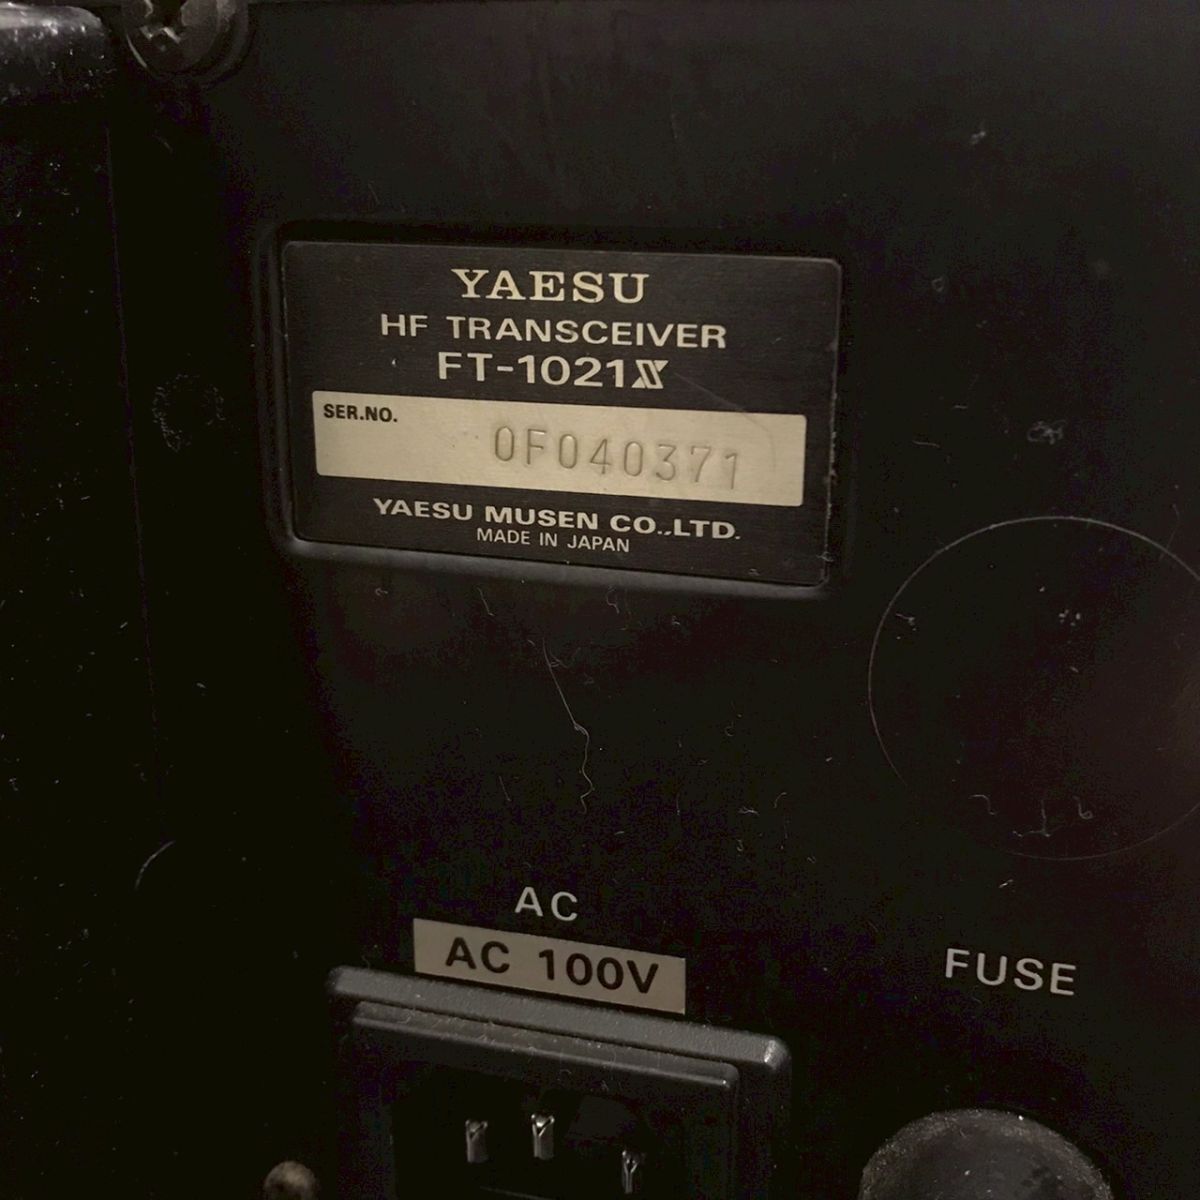 YAESU
HF TRANSCEIVER
FT-1021X
SER.NO.
0F040371
YAESU MUSEN CO.,LTD.
MADE IN JAPAN
AC
AC 100V
FUSE